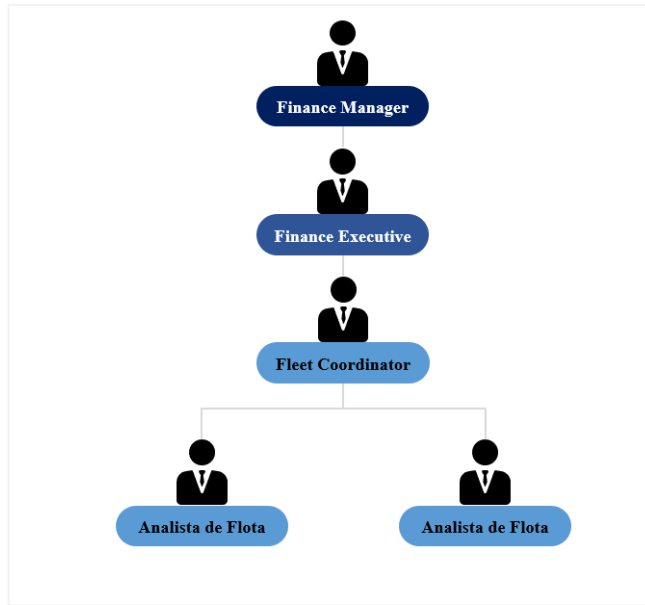 Finance Manager
Finance Executive
Fleet Coordinator
Analista de Flota
Analista de Flota